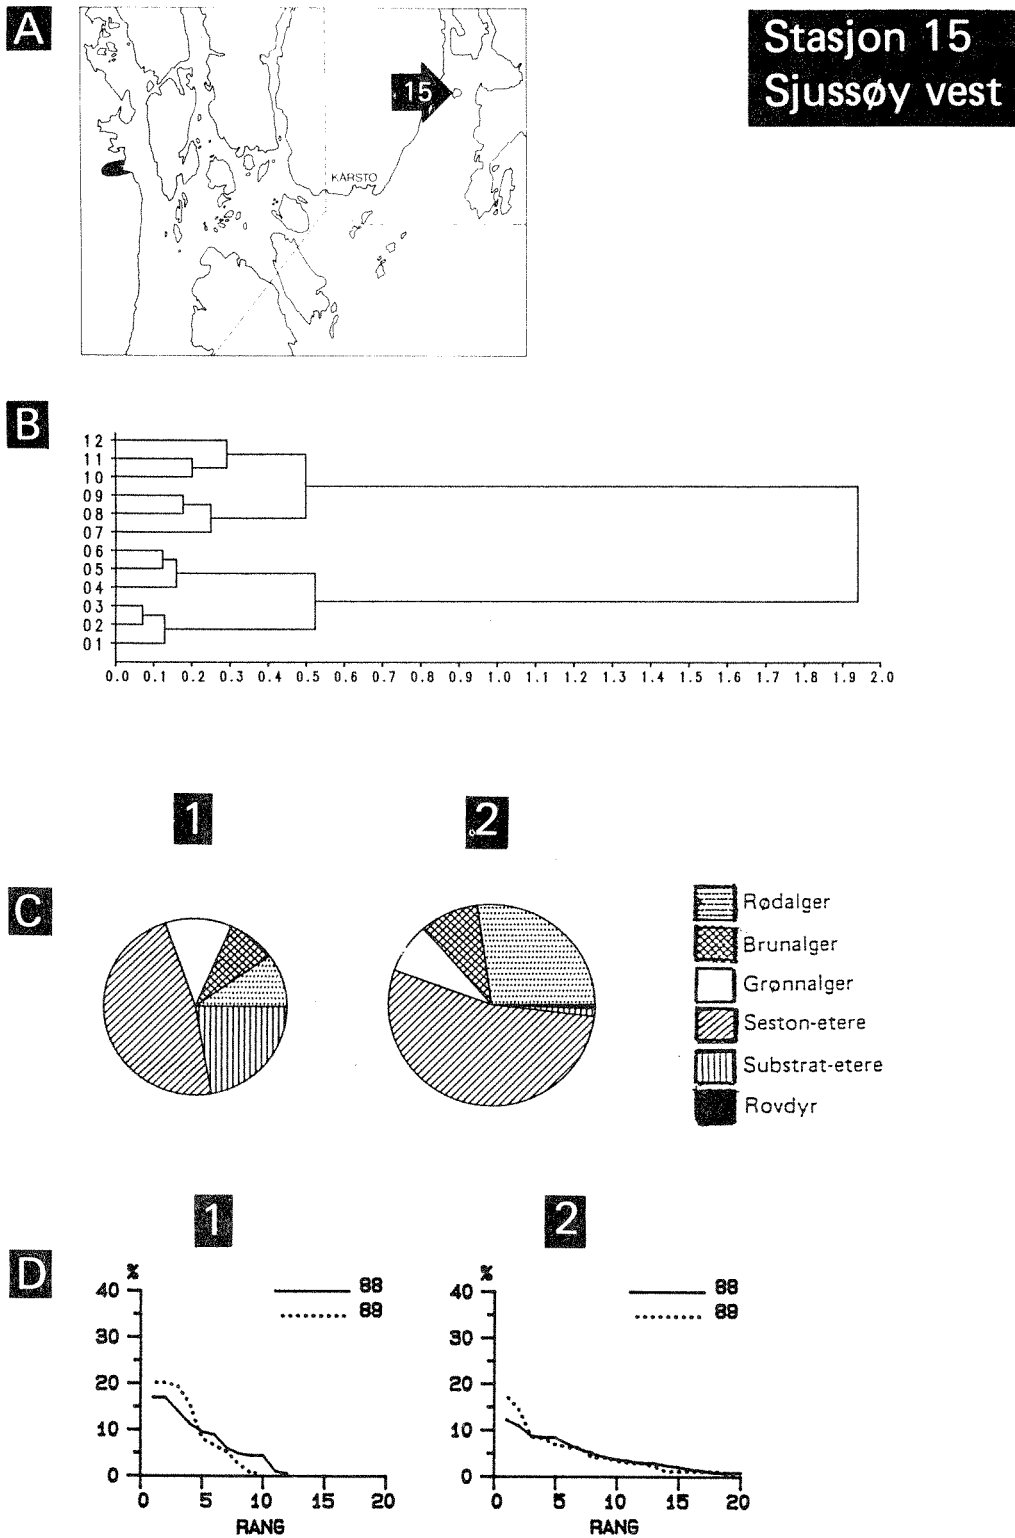 A
Stasjon 15
Sjussøy vest
15
KÅRSTØ
B
12
11
10
09
08
07
06
05
04
03
02
01
0.0 0.1 0.2 0.3 0.4 0.5 0.6 0.7 0.8 0.9 1.0 1.1 1.2 1.3 1.4 1.5 1.6 1.7 1.8 1.9 2.0
1 2
C
Rødalger
Brunalger
Grønnalger
Seston-etere
Substrat-etere
Rovdyr
1 2
D
%
40
30
20
10
0
0 5 10 15 20
RANG
88
89
%
40
30
20
10
0
0 5 10 15 20
RANG
88
89